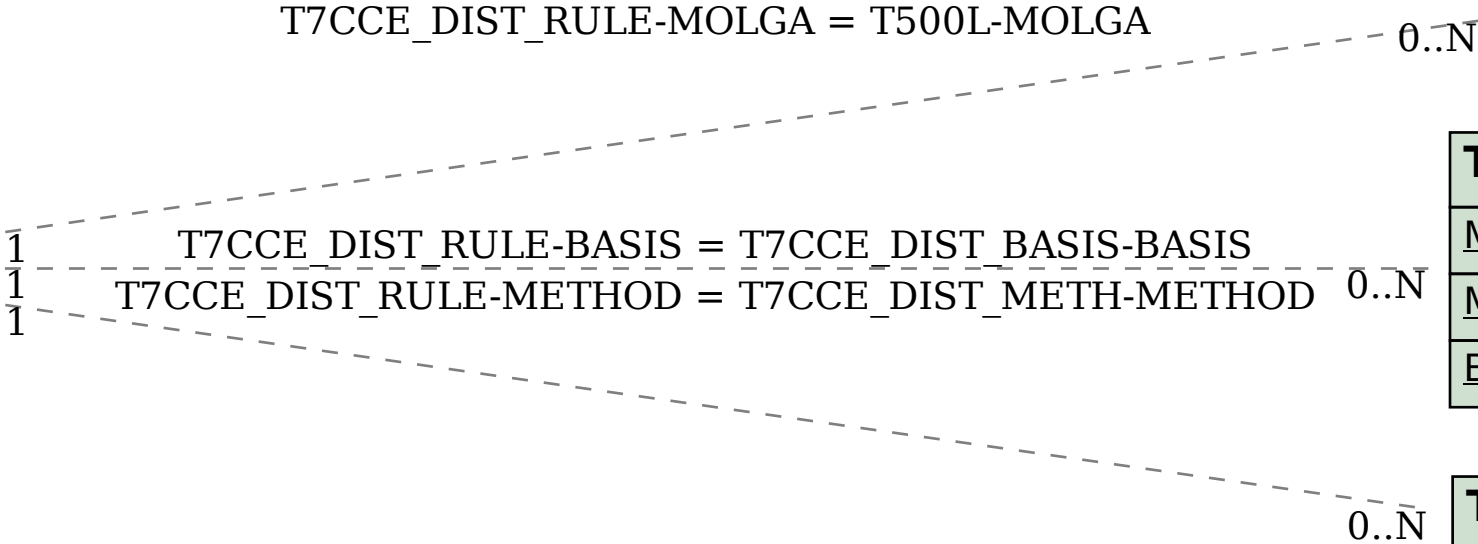 T7CCE_DIST_RULE-MOLGA = T500L-MOLGA
0..N
1
T7CCE_DIST_RULE-BASIS = T7CCE_DIST_BASIS-BASIS
1
T7CCE_DIST_RULE-METHOD = T7CCE_DIST_METH-METHOD
0..N
1
0..N